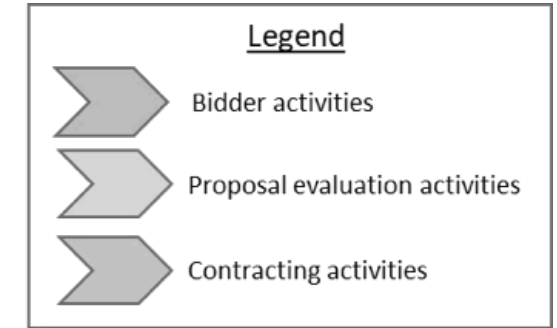 Legend
Bidder activities
Proposal evaluation activities
Contracting activities